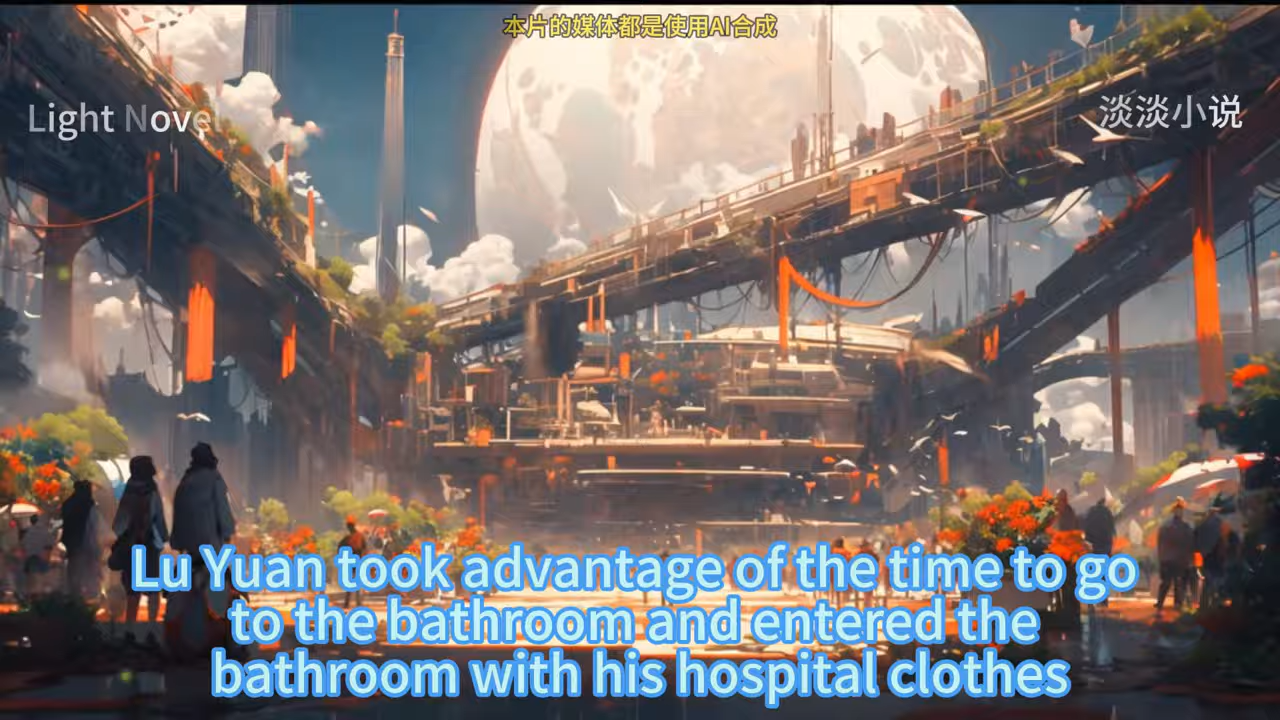 本片的媒体都是使用AI合成
Light Novel
淡淡小说
Lu Yuan took advantage of the time to go
to the bathroom and entered the
bathroom with his hospital clothes